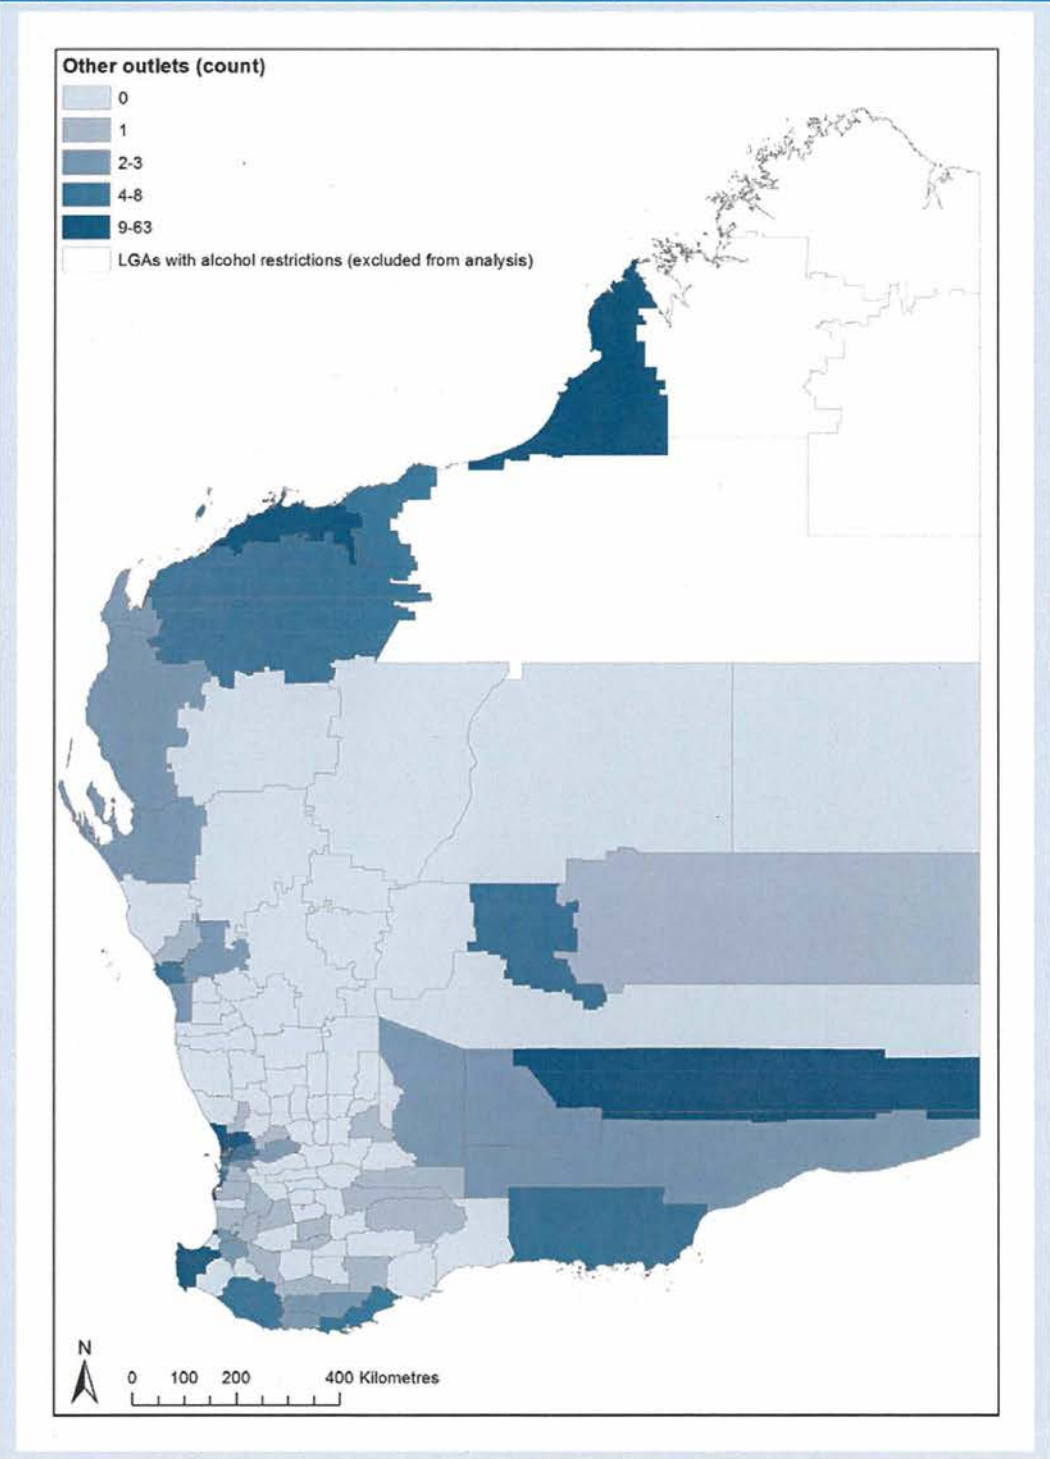 Other outlets (count)
0
1
2-3
4-8
9-63
LGAs with alcohol restrictions (excluded from analysis)
N
0 100 200 400 Kilometres